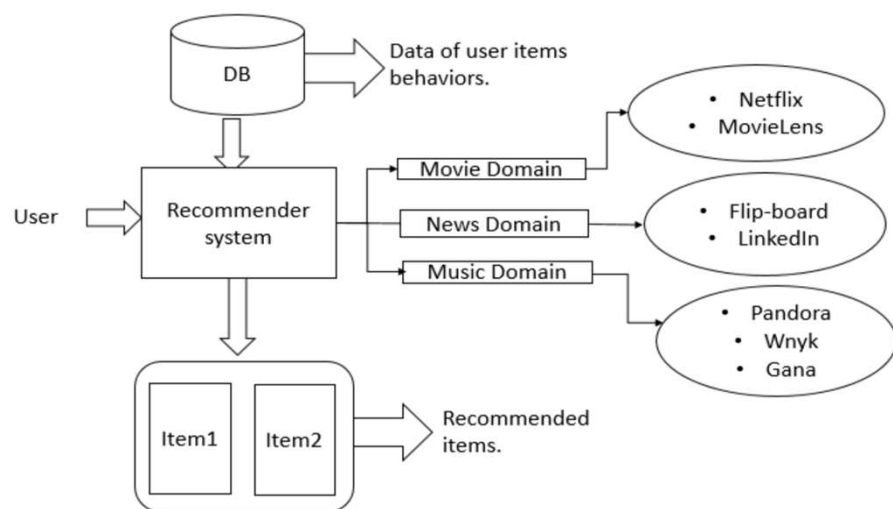 DB
Data of user items
behaviors.
• Netflix
• MovieLens
Movie Domain
User
Recommender
system
News Domain
• Flip-board
• LinkedIn
Music Domain
• Pandora
• Wnyk
• Gana
Item1
Item2
Recommended
items.